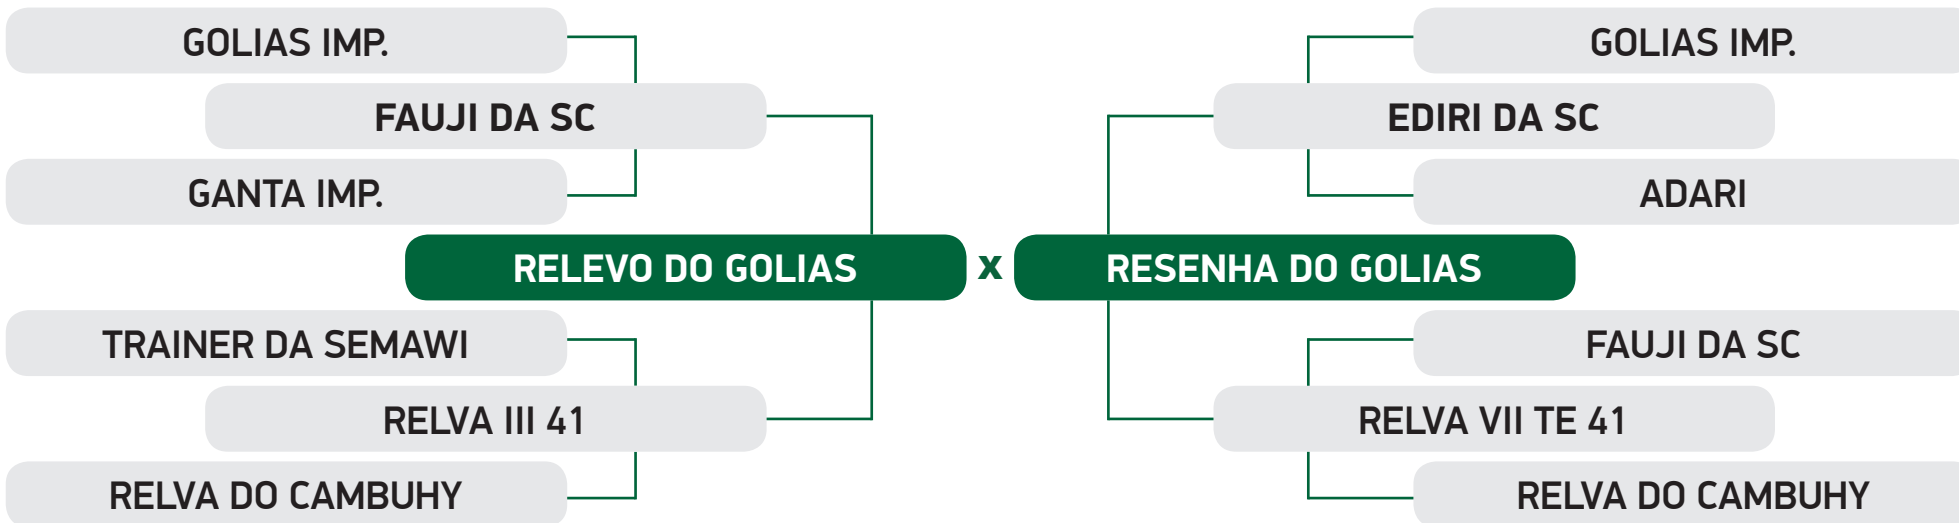 GOLIAS IMP.
GOLIAS IMP.
FAUJI DA SC
EDIRI DA SC
GANTA IMP.
ADARI
RELEVO DO GOLIAS x RESENHA DO GOLIAS
TRAINER DA SEMAWI
FAUJI DA SC
RELVA III 41
RELVA VII TE 41
RELVA DO CAMBUHY
RELVA DO CAMBUHY